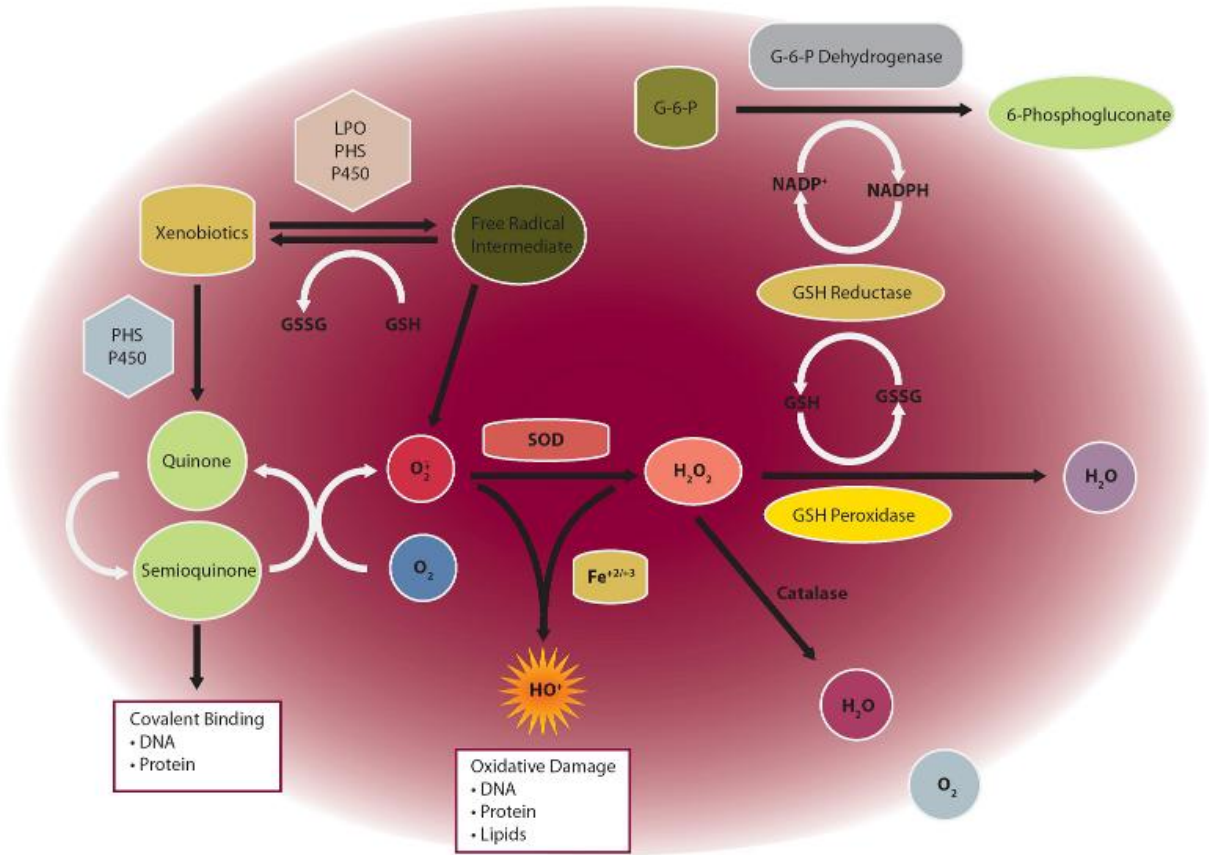 G-6-P Dehydrogenase
G-6-P
6-Phosphogluconate
LPO
PHS
P450
NADP⁺
NADPH
Xenobiotics
Free Radical
Intermediate
GSH Reductase
GSSG
GSH
PHS
P450
GSH
GSSG
SOD
Quinone
O₂⁺
H₂O₂
H₂O
GSH Peroxidase
Semioquinone
O₂
Fe⁺²/⁺³
Catalase
HO⁺
H₂O
Covalent Binding
• DNA
• Protein
Oxidative Damage
• DNA
• Protein
• Lipids
O₂